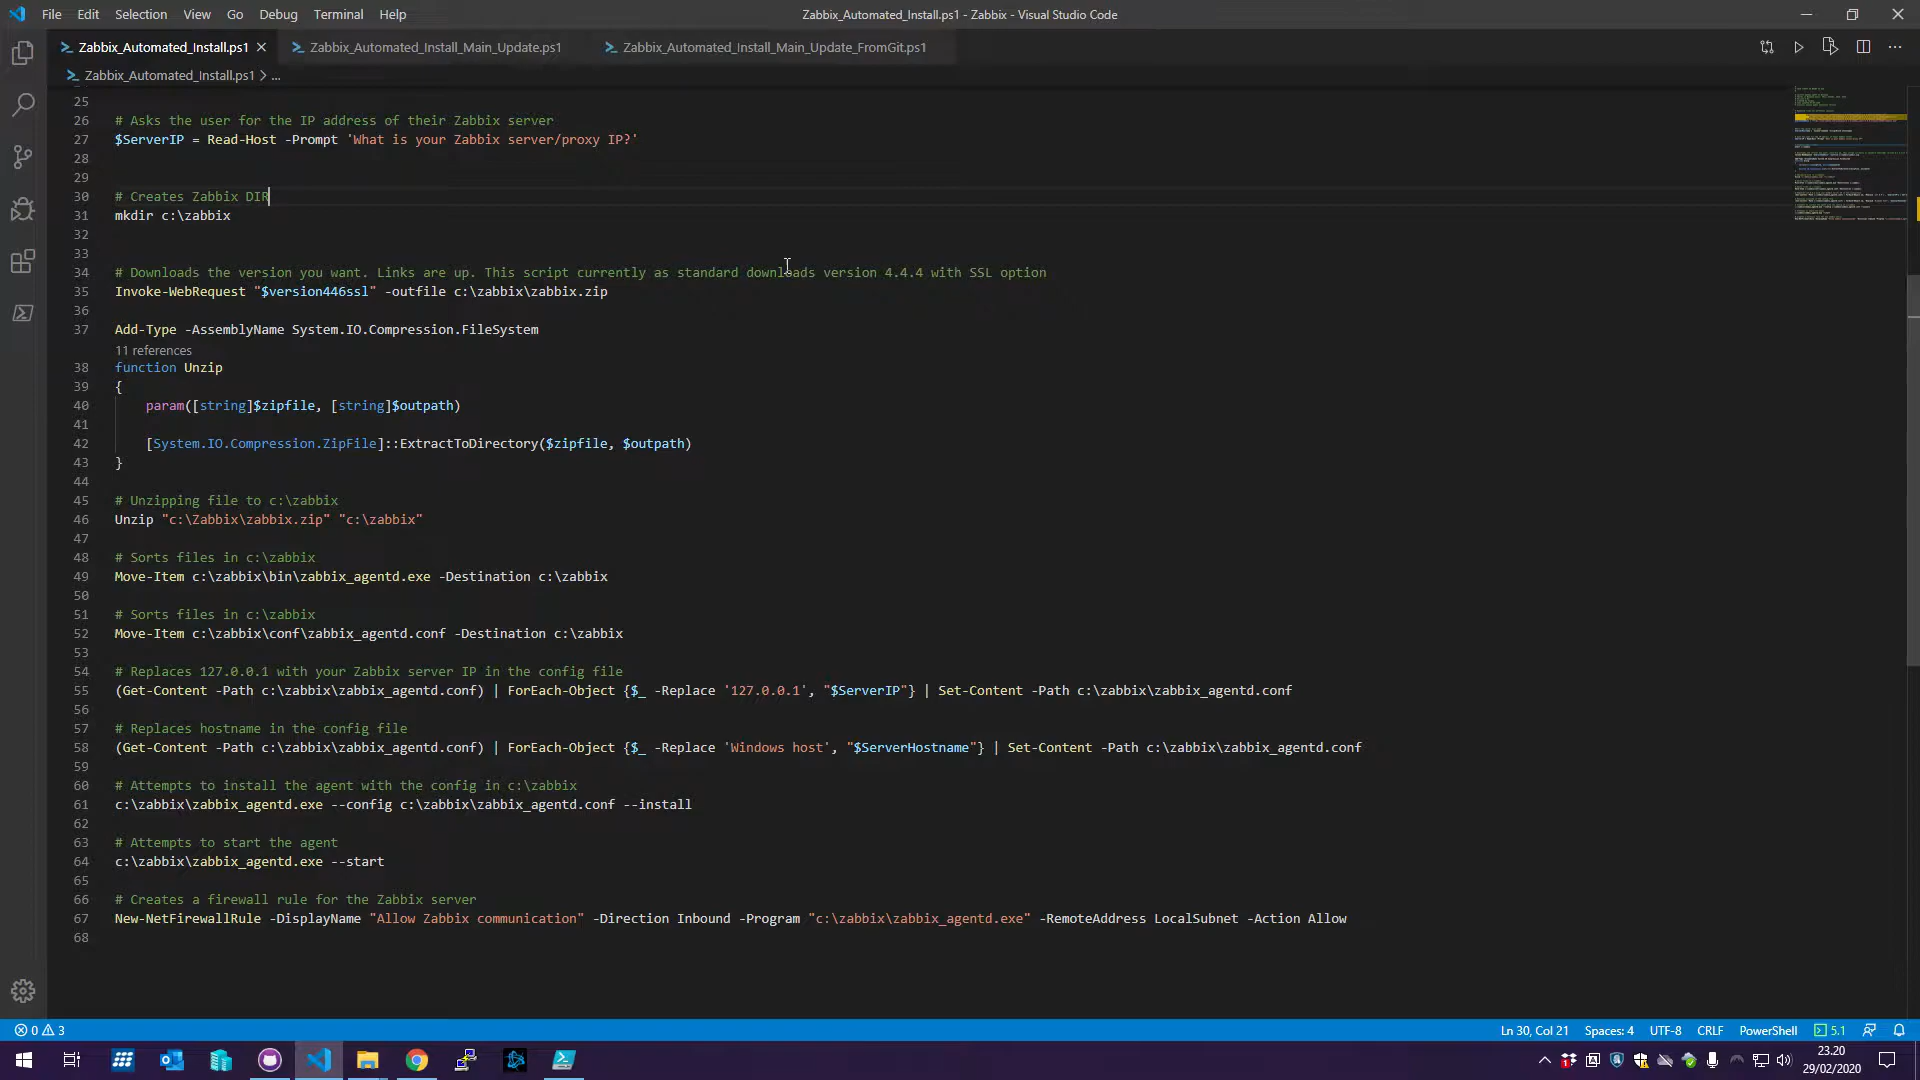 File Edit Selection View Go Debug Terminal Help
Zabbix_Automated_Install.ps1 - Zabbix - Visual Studio Code
Zabbix_Automated_Install.ps1
Zabbix_Automated_Install_Main_Update.ps1
Zabbix_Automated_Install_Main_Update_FromGit.ps1
Zabbix_Automated_Install.ps1 > ...
25
26 # Asks the user for the IP address of their Zabbix server
27 $ServerIP = Read-Host -Prompt 'What is your Zabbix server/proxy IP?'
28
29
30 # Creates Zabbix DIR
31 mkdir c:\zabbix
32
33
34 # Downloads the version you want. Links are up. This script currently as standard downloads version 4.4.4 with SSL option
35 Invoke-WebRequest "$version446ssl" -outfile c:\zabbix\zabbix.zip
36
37 Add-Type -AssemblyName System.IO.Compression.FileSystem
11 references
38 function Unzip
39 {
40 param([string]$zipfile, [string]$outpath)
41
42 [System.IO.Compression.ZipFile]::ExtractToDirectory($zipfile, $outpath)
43 }
44
45 # Unzipping file to c:\zabbix
46 Unzip "c:\Zabbix\zabbix.zip" "c:\zabbix"
47
48 # Sorts files in c:\zabbix
49 Move-Item c:\zabbix\bin\zabbix_agentd.exe -Destination c:\zabbix
50
51 # Sorts files in c:\zabbix
52 Move-Item c:\zabbix\conf\zabbix_agentd.conf -Destination c:\zabbix
53
54 # Replaces 127.0.0.1 with your Zabbix server IP in the config file
55 (Get-Content -Path c:\zabbix\zabbix_agentd.conf) | ForEach-Object {$_ -Replace '127.0.0.1', "$ServerIP"} | Set-Content -Path c:\zabbix\zabbix_agentd.conf
56
57 # Replaces hostname in the config file
58 (Get-Content -Path c:\zabbix\zabbix_agentd.conf) | ForEach-Object {$_ -Replace 'Windows host', "$ServerHostname"} | Set-Content -Path c:\zabbix\zabbix_agentd.conf
59
60 # Attempts to install the agent with the config in c:\zabbix
61 c:\zabbix\zabbix_agentd.exe --config c:\zabbix\zabbix_agentd.conf --install
62
63 # Attempts to start the agent
64 c:\zabbix\zabbix_agentd.exe --start
65
66 # Creates a firewall rule for the Zabbix server
67 New-NetFirewallRule -DisplayName "Allow Zabbix communication" -Direction Inbound -Program "c:\zabbix\zabbix_agentd.exe" -RemoteAddress LocalSubnet -Action Allow
68
0 3
Ln 30, Col 21 Spaces: 4 UTF-8 CRLF PowerShell 5.1
23.20
29/02/2020